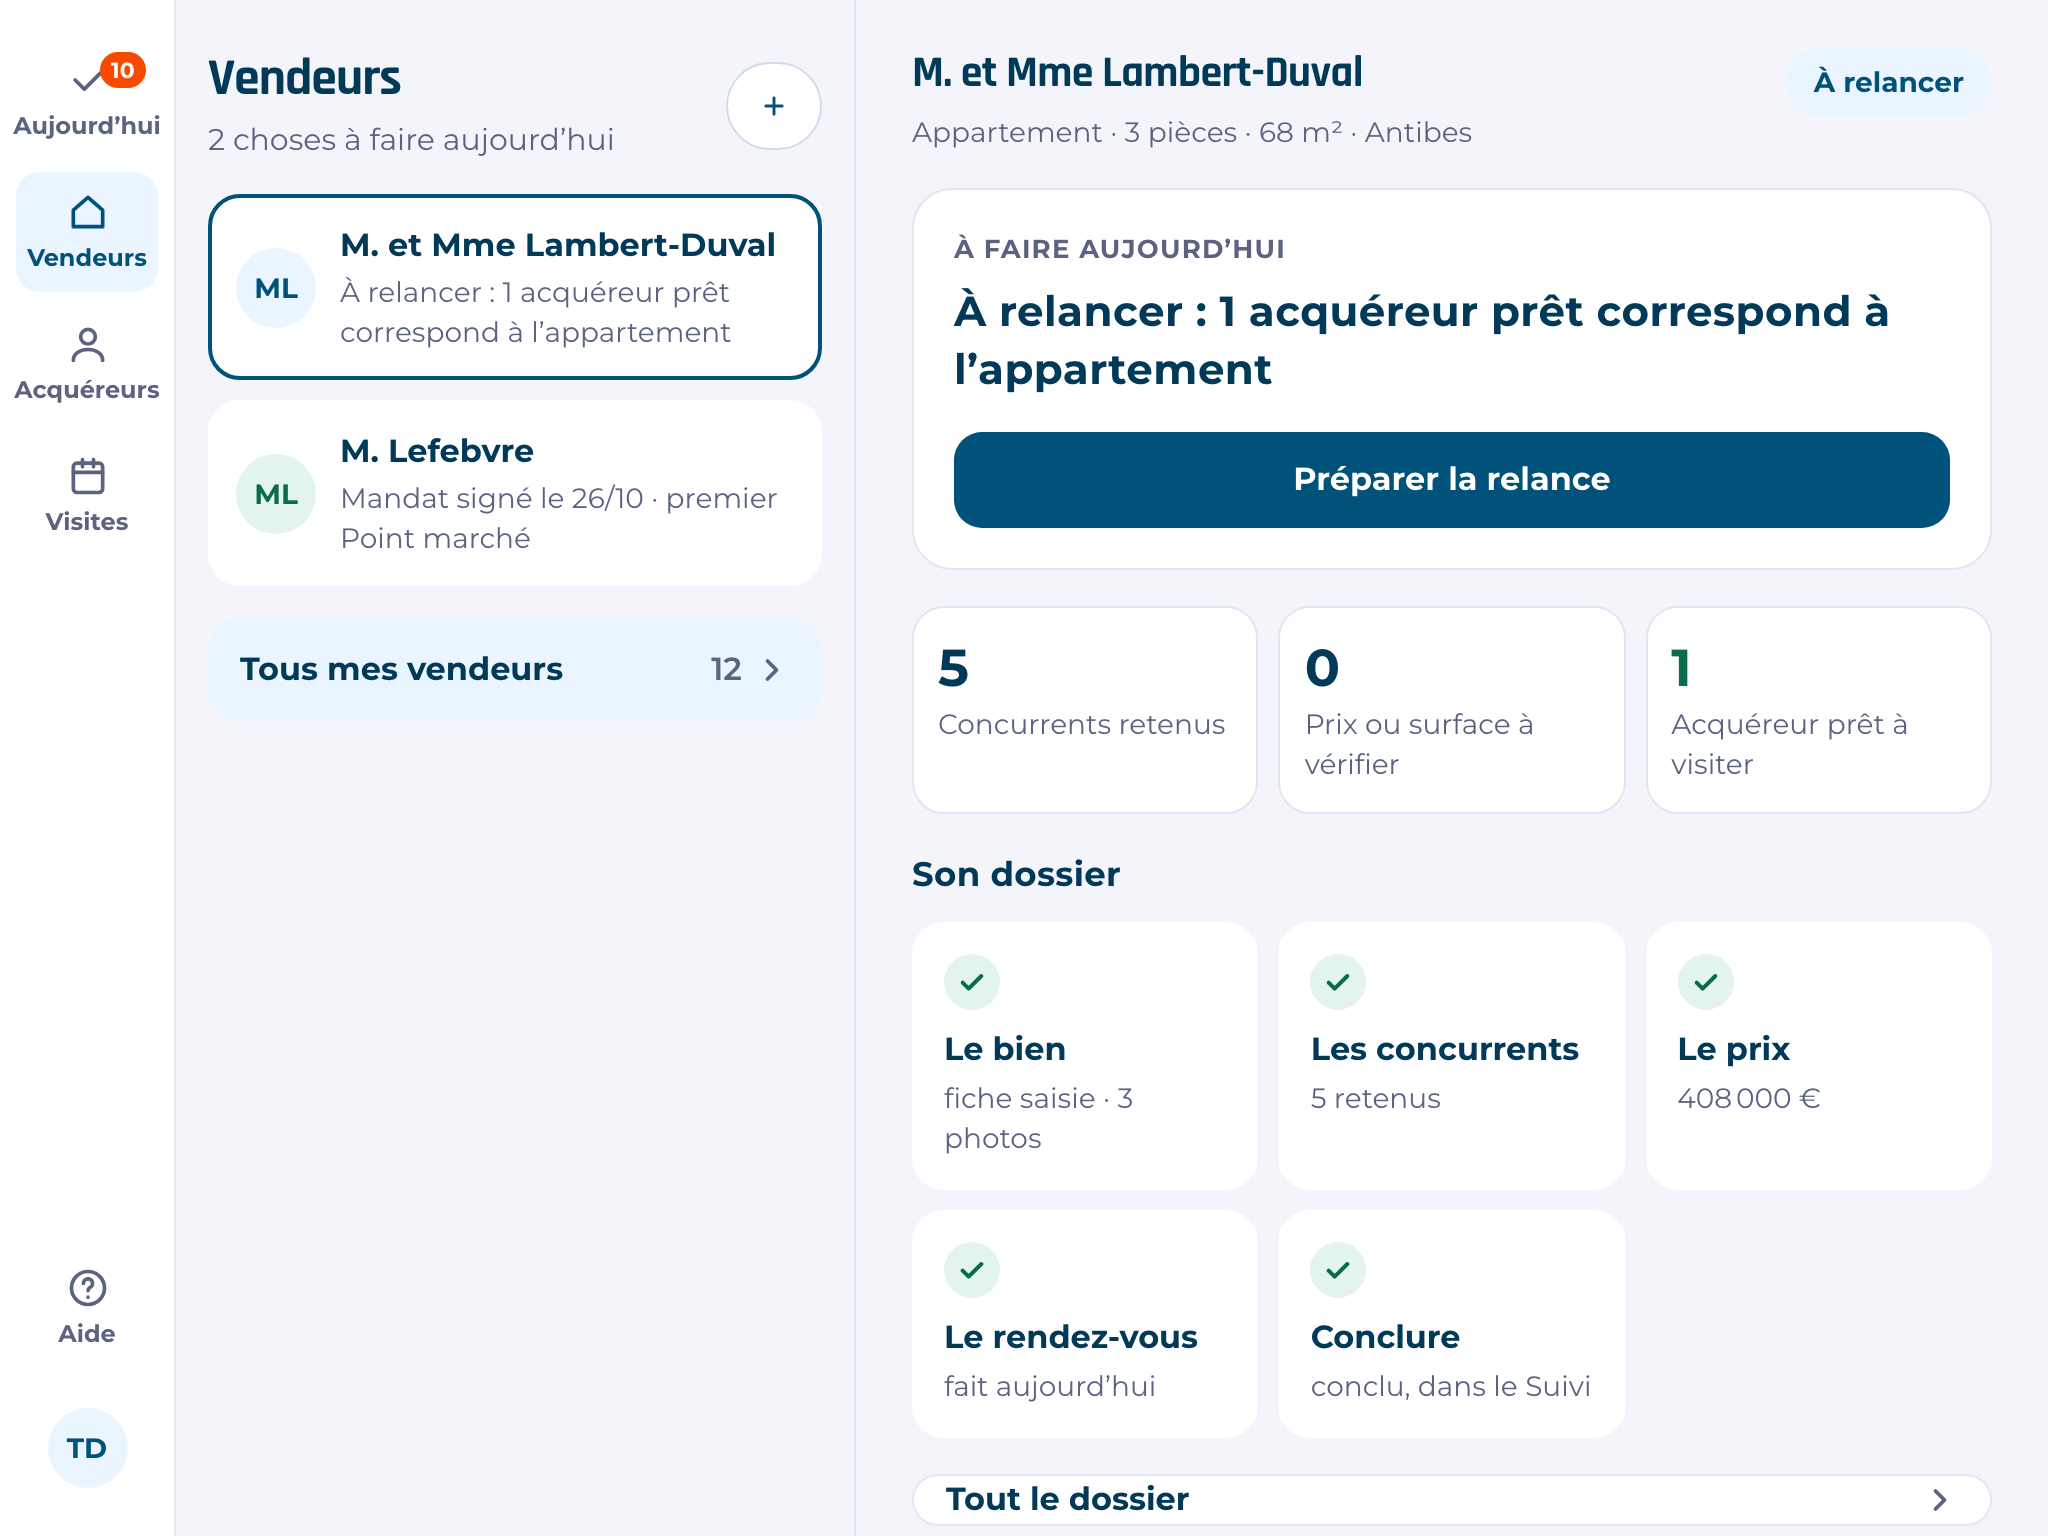 10
Aujourd’hui
Vendeurs
Acquéreurs
Visites
Aide
TD
Vendeurs
2 choses à faire aujourd’hui
+
ML
M. et Mme Lambert-Duval
À relancer : 1 acquéreur prêt
correspond à l’appartement
ML
M. Lefebvre
Mandat signé le 26/10 · premier
Point marché
Tous mes vendeurs 12
M. et Mme Lambert-Duval
À relancer
Appartement · 3 pièces · 68 m² · Antibes
À FAIRE AUJOURD’HUI
À relancer : 1 acquéreur prêt correspond à
l’appartement
Préparer la relance
5
Concurrents retenus
0
Prix ou surface à
vérifier
1
Acquéreur prêt à
visiter
Son dossier
Le bien
fiche saisie · 3
photos
Les concurrents
5 retenus
Le prix
408 000 €
Le rendez-vous
fait aujourd’hui
Conclure
conclu, dans le Suivi
Tout le dossier